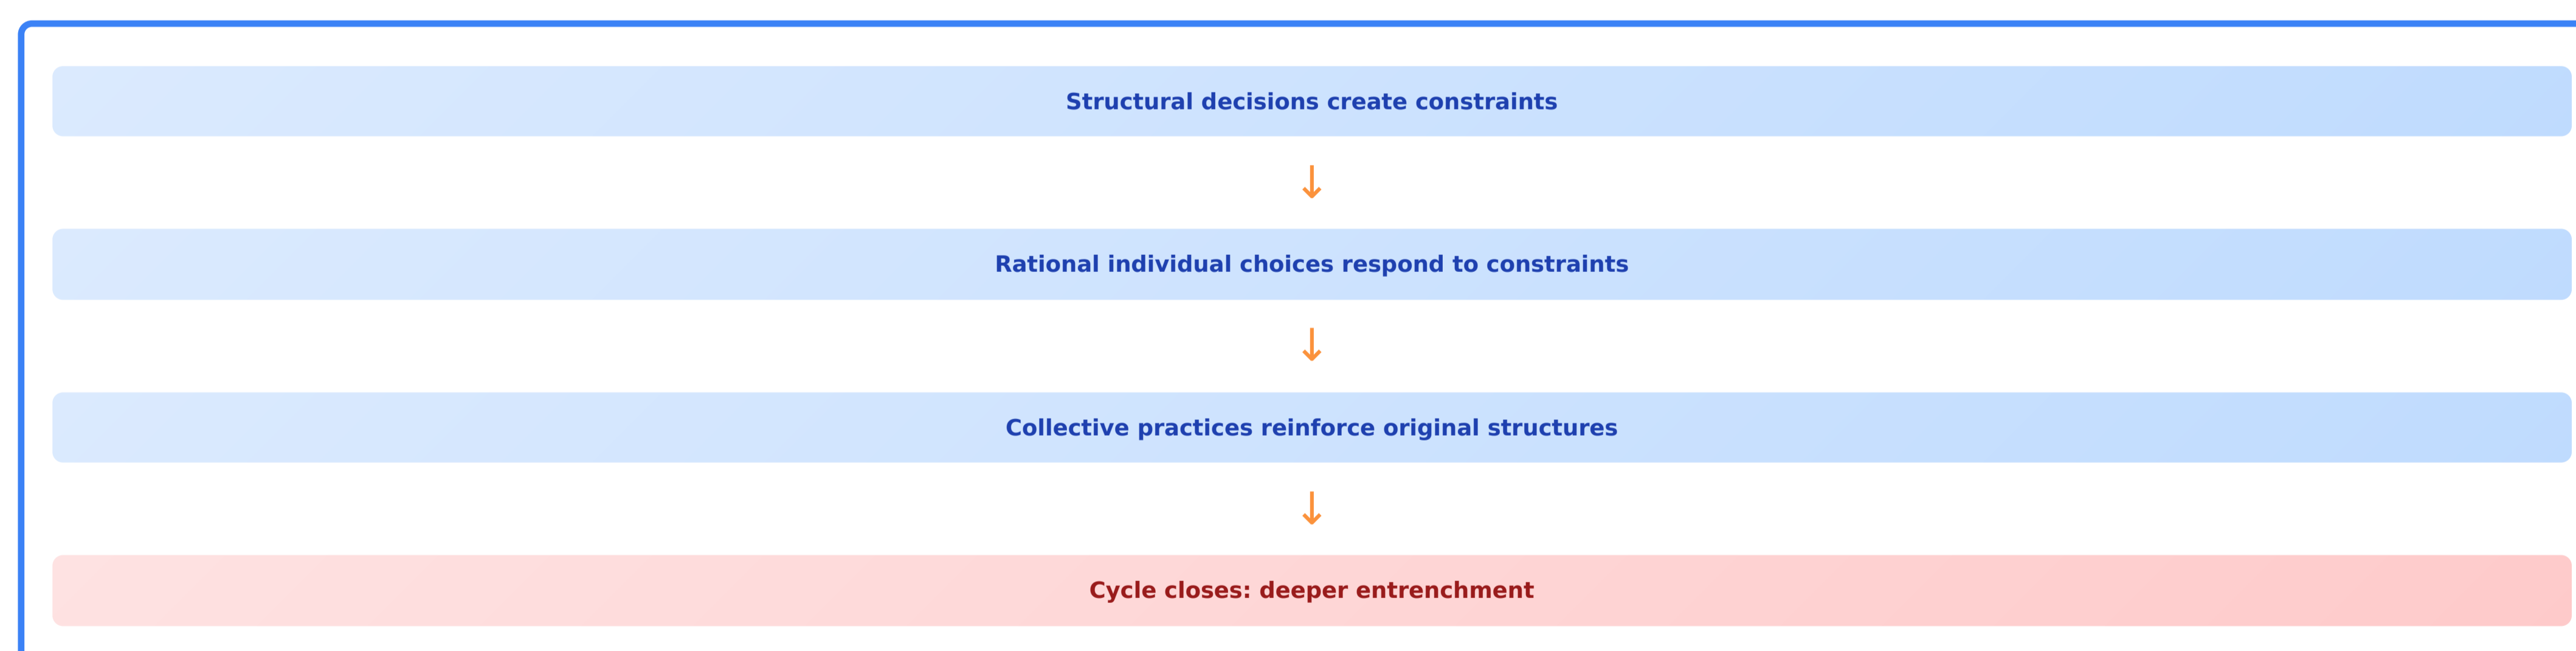 Structural decisions create constraints
↓
Rational individual choices respond to constraints
↓
Collective practices reinforce original structures
↓
Cycle closes: deeper entrenchment